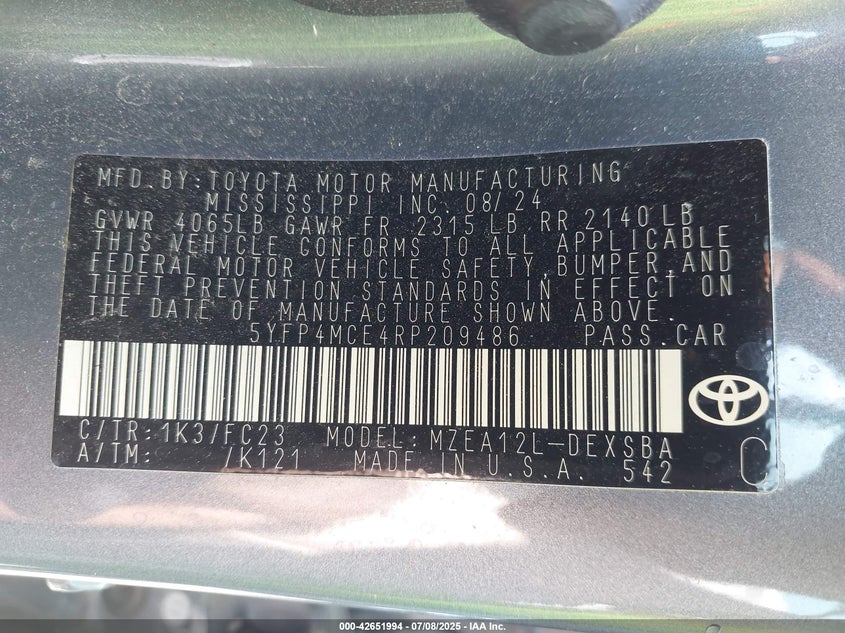 MFD.BY:TOYOTA MOTOR MANUFACTURING
MISSISSIPPI INC. 08/24
GVWR 4065LB GAWR FR 2315 LB RR 2140 LB
THIS VEHICLE CONFORMS TO ALL APPLICABLE
FEDERAL MOTOR VEHICLE SAFETY,BUMPER,AND
THEFT PREVENTION STANDARDS IN EFFECT ON
THE DATE OF MANUFACTURE SHOWN ABOVE.
5YFP4MCE4RP209486 PASS.CAR
C/TR:1K3/FC23 MODEL:MZEA12L-DEXSBA
A/TM: /K121 MADE IN U.S.A. 542
C
000-42651994 / 07/08/2025 - IAA Inc.